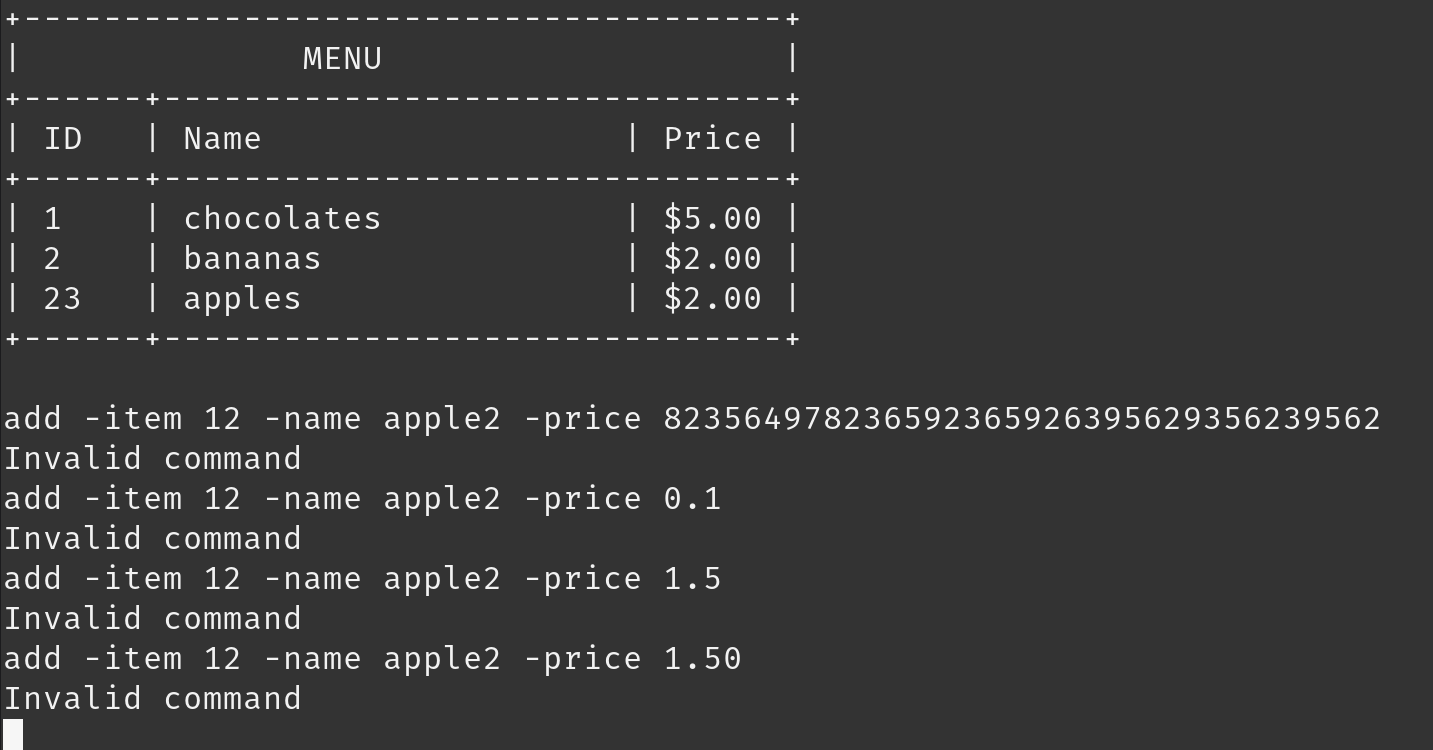 +--------------------------------------+
|              MENU                    |
+------+-------------------------------+
| ID   | Name                  | Price |
+------+-------------------------------+
| 1    | chocolates            | $5.00 |
| 2    | bananas               | $2.00 |
| 23   | apples                | $2.00 |
+------+-------------------------------+
add -item 12 -name apple2 -price 823564978236592365926395629356239562
Invalid command
add -item 12 -name apple2 -price 0.1
Invalid command
add -item 12 -name apple2 -price 1.5
Invalid command
add -item 12 -name apple2 -price 1.50
Invalid command